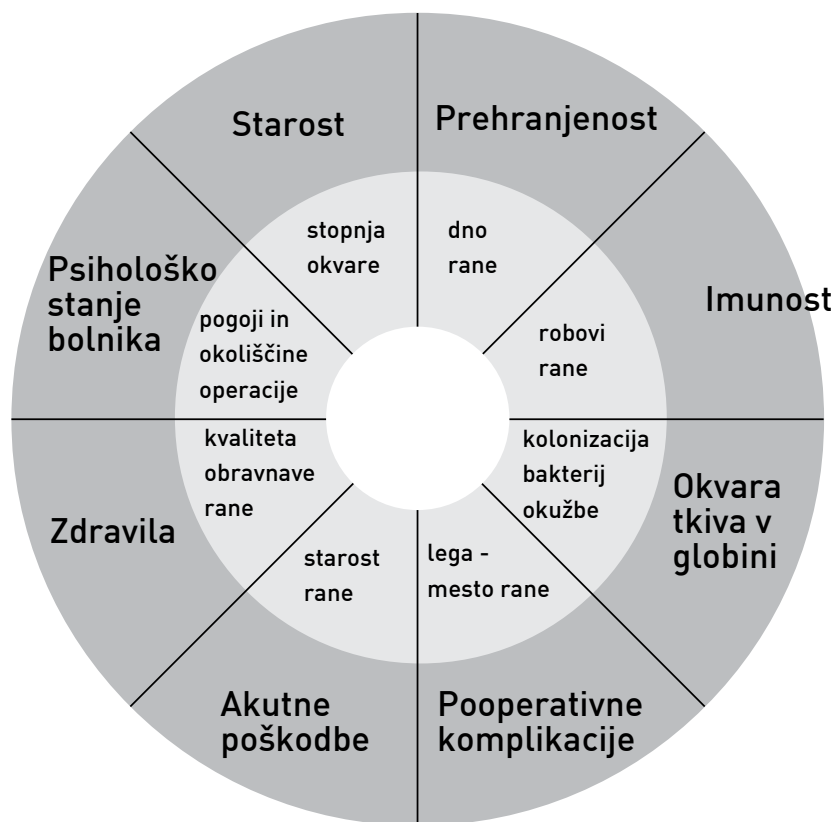 Starost
Prehranjenost
Psihološko
stanje
bolnika
Imunost
stopnja
okvare
dno
rane
pogoji in
okoliščine
operacije
robovi
rane
kvaliteta
obravnave
rane
kolonizacija
bakterij
okužbe
Zdravila
Okvara
tkiva v
globini
starost
rane
lega -
mesto rane
Akutne
poškodbe
Pooperativne
komplikacije